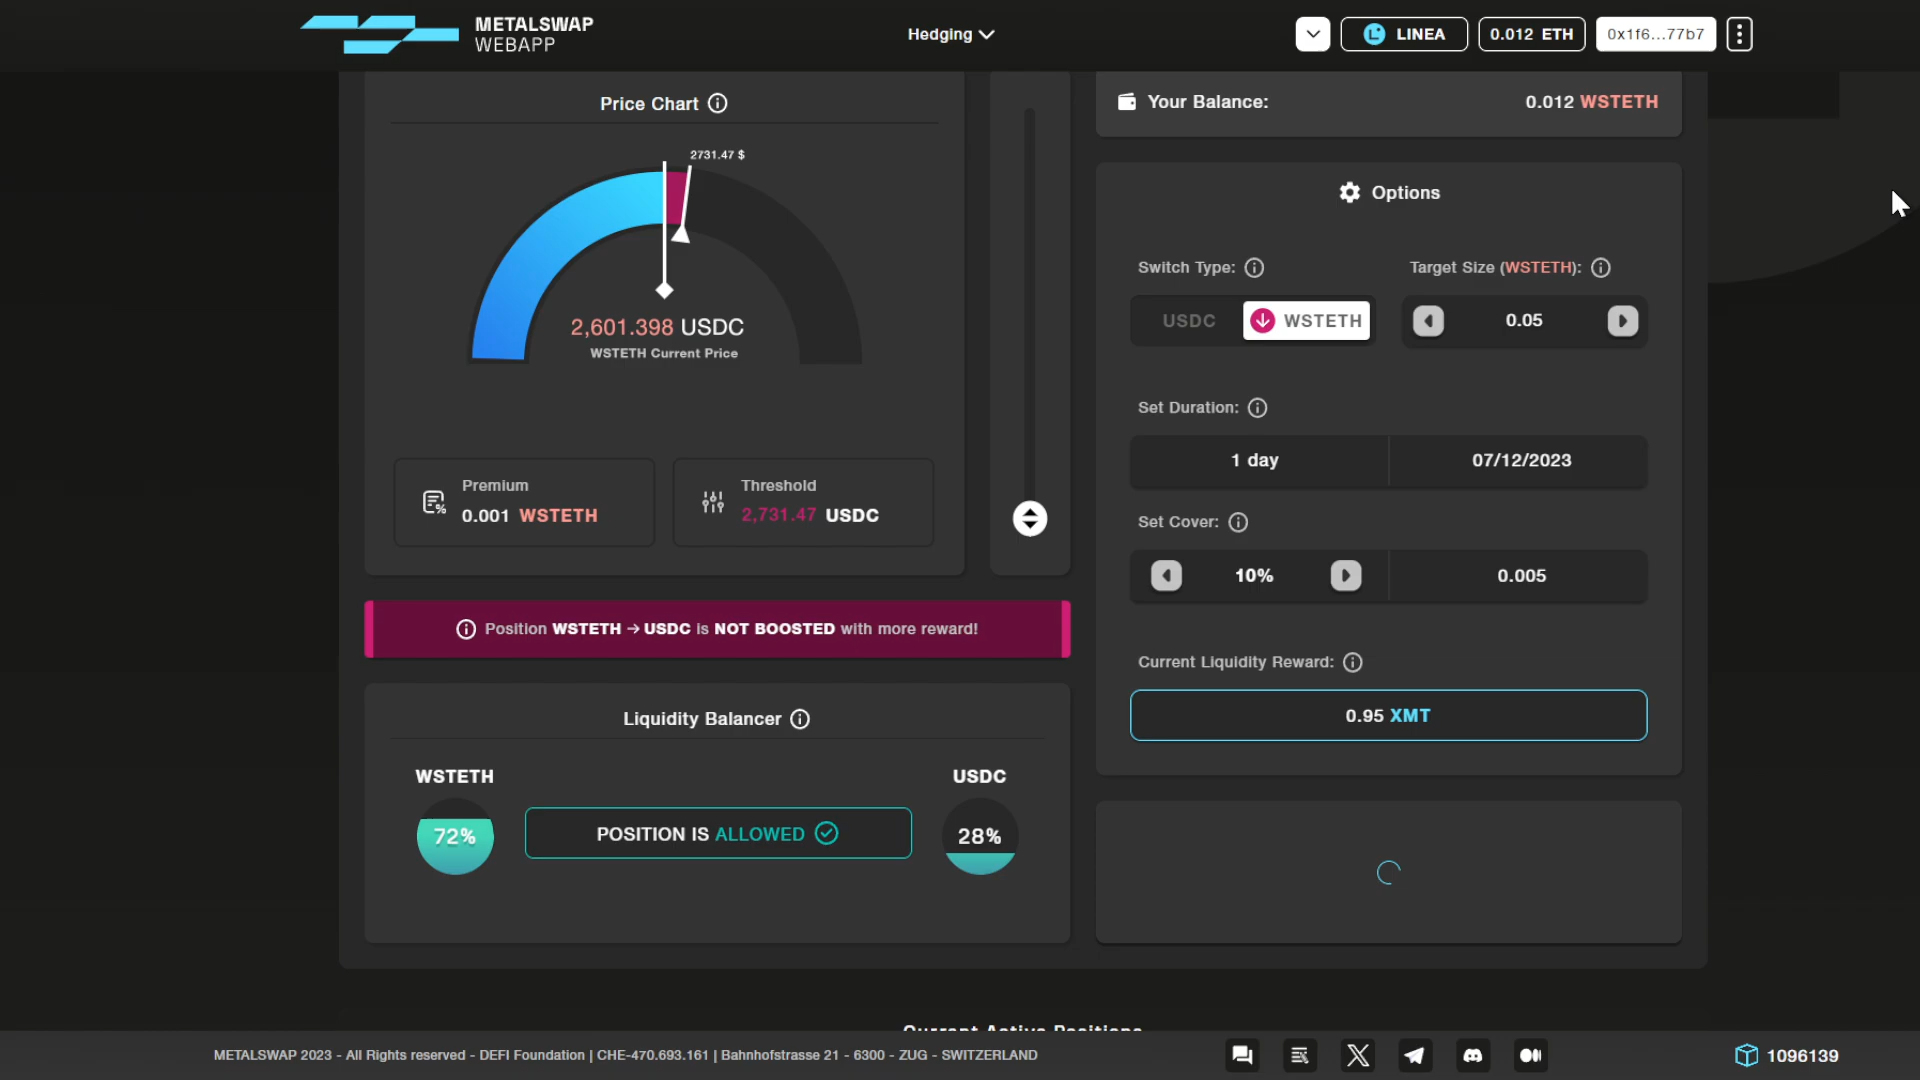 METALSWAP
WEBAPP
Hedging
LINEA
0.012 ETH
0x1f6...77b7
Price Chart
2731.47 $
2,601.398 USDC
WSTETH Current Price
Premium
0.001 WSTETH
Threshold
2,731.47 USDC
Position WSTETH → USDC is NOT BOOSTED with more reward!
Liquidity Balancer
WSTETH
USDC
72%
POSITION IS ALLOWED
28%
Your Balance:
0.012 WSTETH
Options
Switch Type:
Target Size (WSTETH):
USDC
WSTETH
0.05
Set Duration:
1 day
07/12/2023
Set Cover:
10%
0.005
Current Liquidity Reward:
0.95 XMT
Current Active Positions
METALSWAP 2023 - All Rights reserved - DEFI Foundation | CHE-470.693.161 | Bahnhofstrasse 21 - 6300 - ZUG - SWITZERLAND
1096139